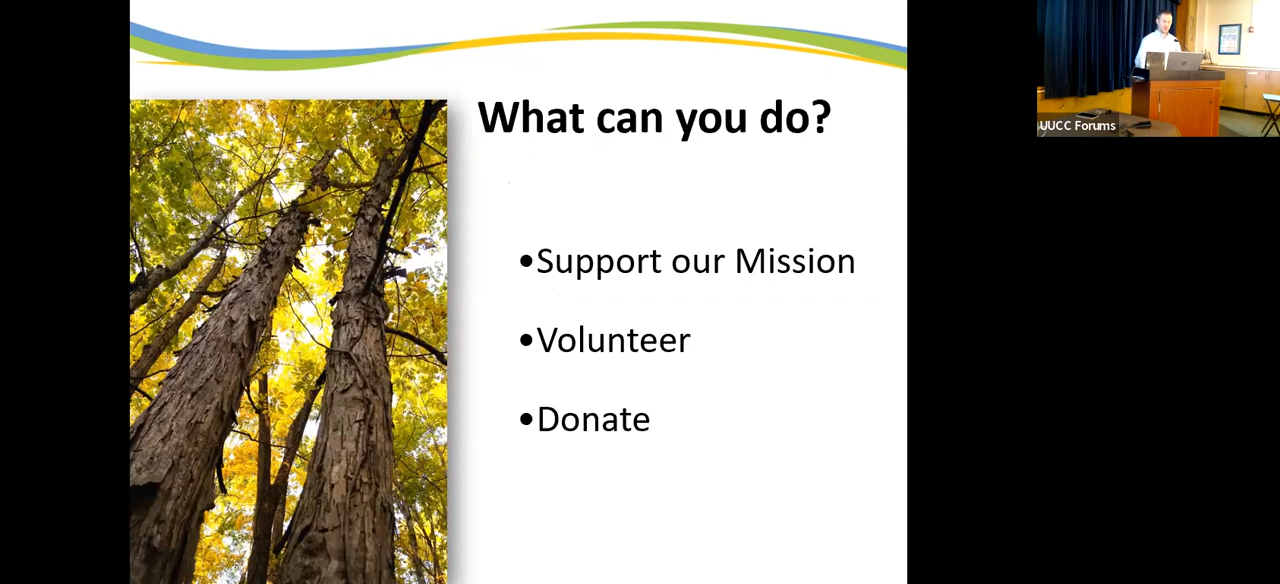 What can you do?
•Support our Mission
•Volunteer
•Donate
UUCC Forums